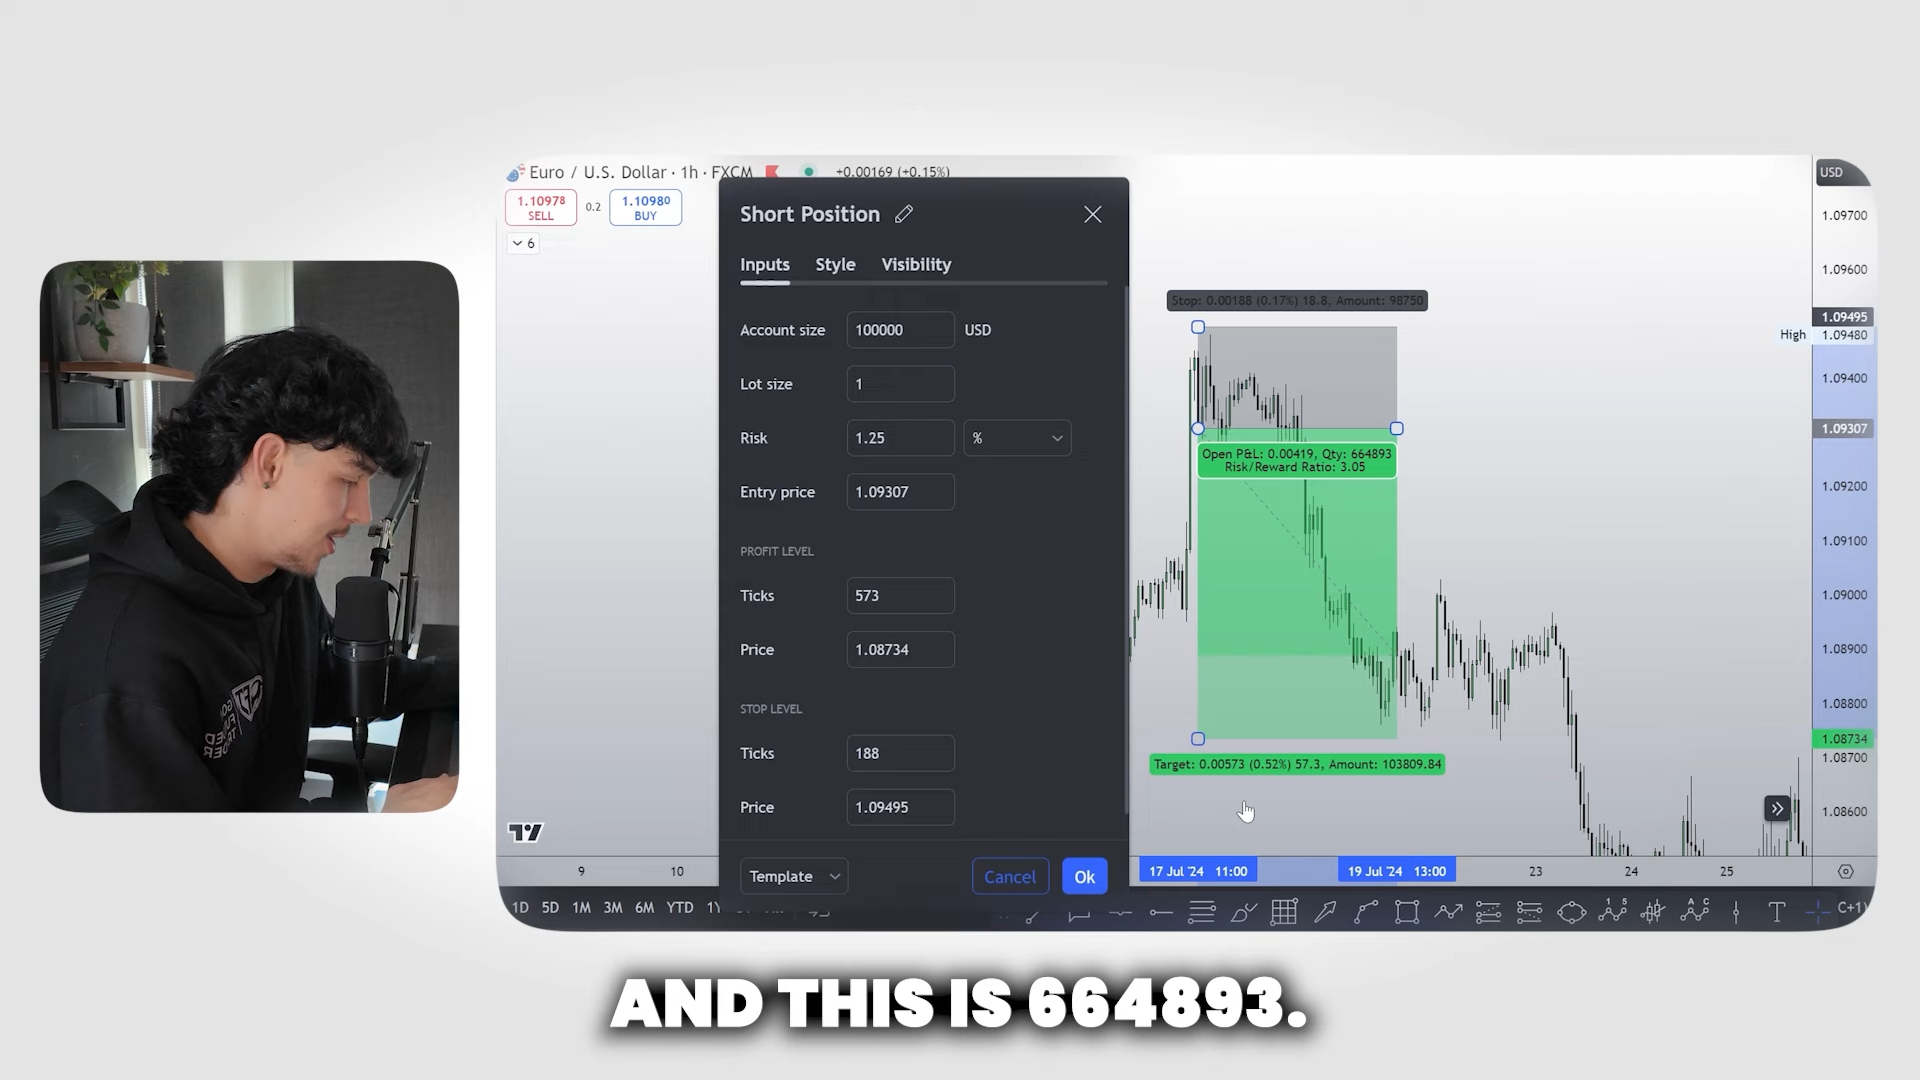 Euro / U.S. Dollar · 1h · FXCM +0.00169 (+0.15%)
1.10978 SELL 0.2 1.10980 BUY
6
Short Position
Inputs Style Visibility
Account size 100000 USD
Lot size 1
Risk 1.25 %
Entry price 1.09307
PROFIT LEVEL
Ticks 573
Price 1.08734
STOP LEVEL
Ticks 188
Price 1.09495
Template Cancel Ok
Stop: 0.00188 (0.17%) 18.8, Amount: 98750
Open P&L: 0.00419, Qty: 664893
Risk/Reward Ratio: 3.05
Target: 0.00573 (0.52%) 57.3, Amount: 103809.84
USD
1.09700
1.09600
1.09495
High 1.09480
1.09400
1.09307
1.09200
1.09100
1.09000
1.08900
1.08800
1.08734
1.08700
1.08600
9 10 17 Jul '24 11:00 19 Jul '24 13:00 23 24 25
1D 5D 1M 3M 6M YTD 1Y
AND THIS IS 664893.